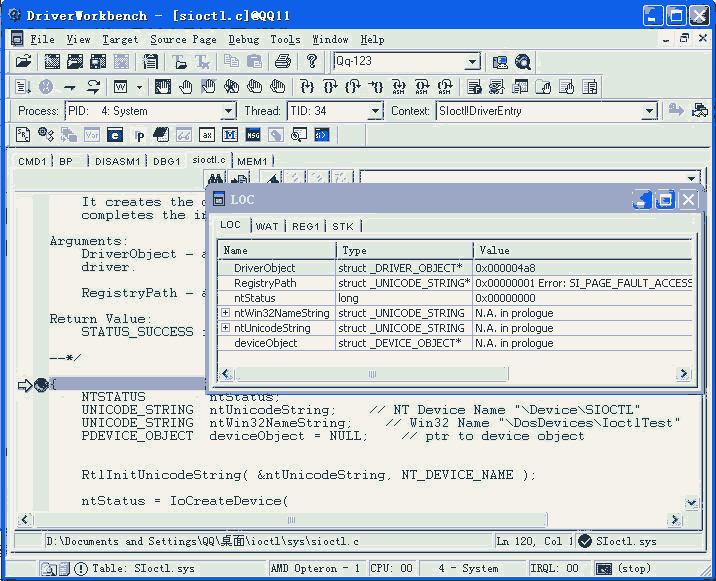 DriverWorkbench - [sioctl.c]@QQ11
File View Target Source Page Debug Tools Window Help
Qq-123
Process: PID: 4: System Thread: TID: 34 Context: SIoctl!DriverEntry
CMD1 BP DISASM1 DBG1 sioctl.c MEM1
It creates the
completes the in
Arguments:
DriverObject -
driver.
RegistryPath -
Return Value:
STATUS_SUCCESS
--*/
{
NTSTATUS ntStatus;
UNICODE_STRING ntUnicodeString; // NT Device Name "\Device\SIOCTL"
UNICODE_STRING ntWin32NameString; // Win32 Name "\DosDevices\IoctlTest"
PDEVICE_OBJECT deviceObject = NULL; // ptr to device object
RtlInitUnicodeString( &ntUnicodeString, NT_DEVICE_NAME );
ntStatus = IoCreateDevice(
LOC
LOC WAT REG1 STK
Name Type Value
DriverObject struct _DRIVER_OBJECT* 0x000004a8
RegistryPath struct _UNICODE_STRING* 0x00000001 Error: SI_PAGE_FAULT_ACCESS
ntStatus long 0x00000000
ntWin32NameString struct _UNICODE_STRING N.A. in prologue
ntUnicodeString struct _UNICODE_STRING N.A. in prologue
deviceObject struct _DEVICE_OBJECT* N.A. in prologue
D:\Documents and Settings\QQ\桌面\ioctl\sys\sioctl.c Ln 120, Col 1 SIoctl.sys
Table: SIoctl.sys AMD Opteron - 1 CPU: 00 4 - System IRQL: 00 (stop)